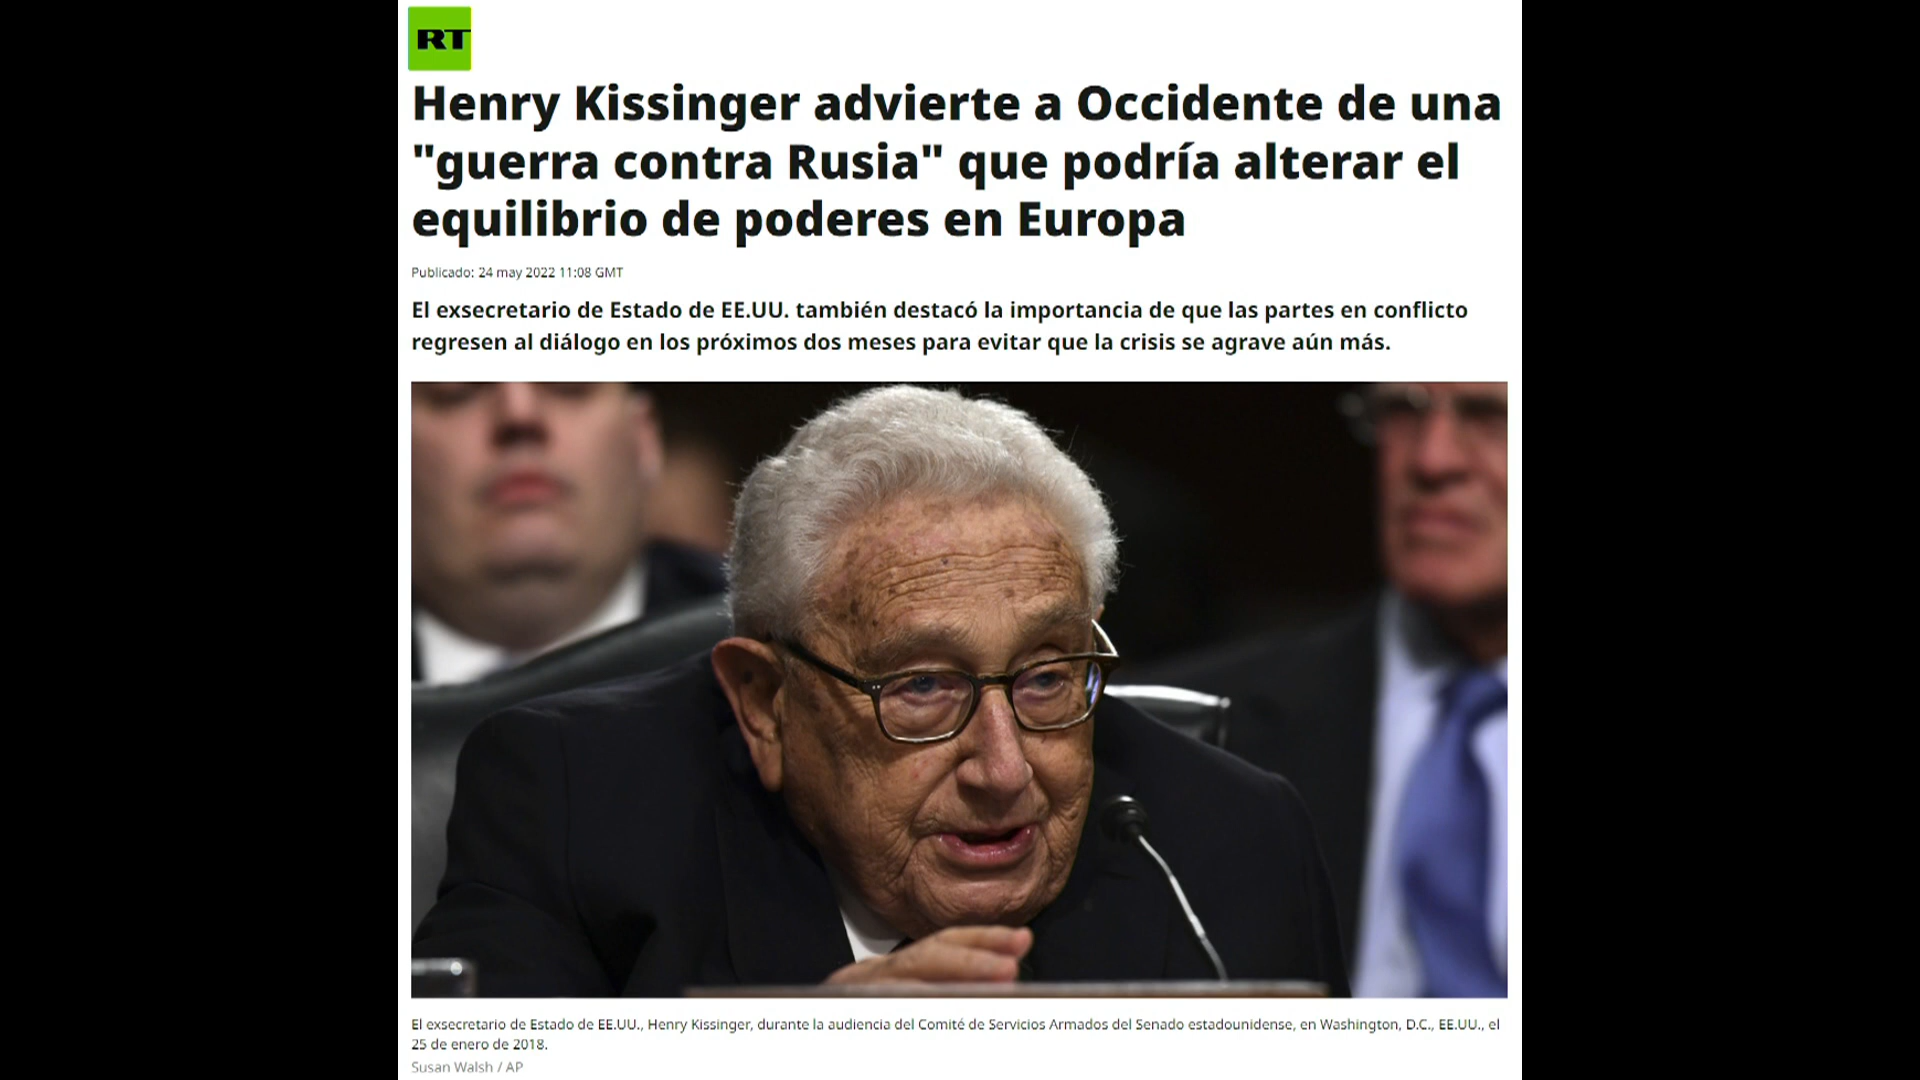 RT
Henry Kissinger advierte a Occidente de una
"guerra contra Rusia" que podría alterar el
equilibrio de poderes en Europa
Publicado: 24 may 2022 11:08 GMT
El exsecretario de Estado de EE.UU. también destacó la importancia de que las partes en conflicto
regresen al diálogo en los próximos dos meses para evitar que la crisis se agrave aún más.
El exsecretario de Estado de EE.UU., Henry Kissinger, durante la audiencia del Comité de Servicios Armados del Senado estadounidense, en Washington, D.C., EE.UU., el
25 de enero de 2018.
Susan Walsh / AP